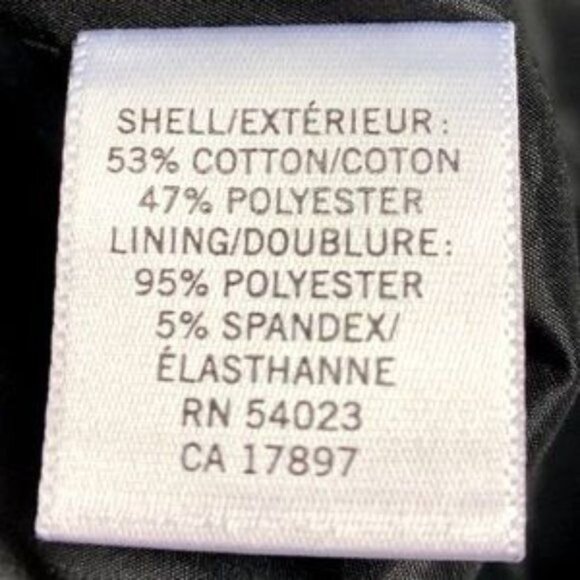 SHELL/EXTÉRIEUR:
53% COTTON/COTON
47% POLYESTER
LINING/DOUBLURE:
95% POLYESTER
5% SPANDEX/
ÉLASTHANNE
RN 54023
CA 17897